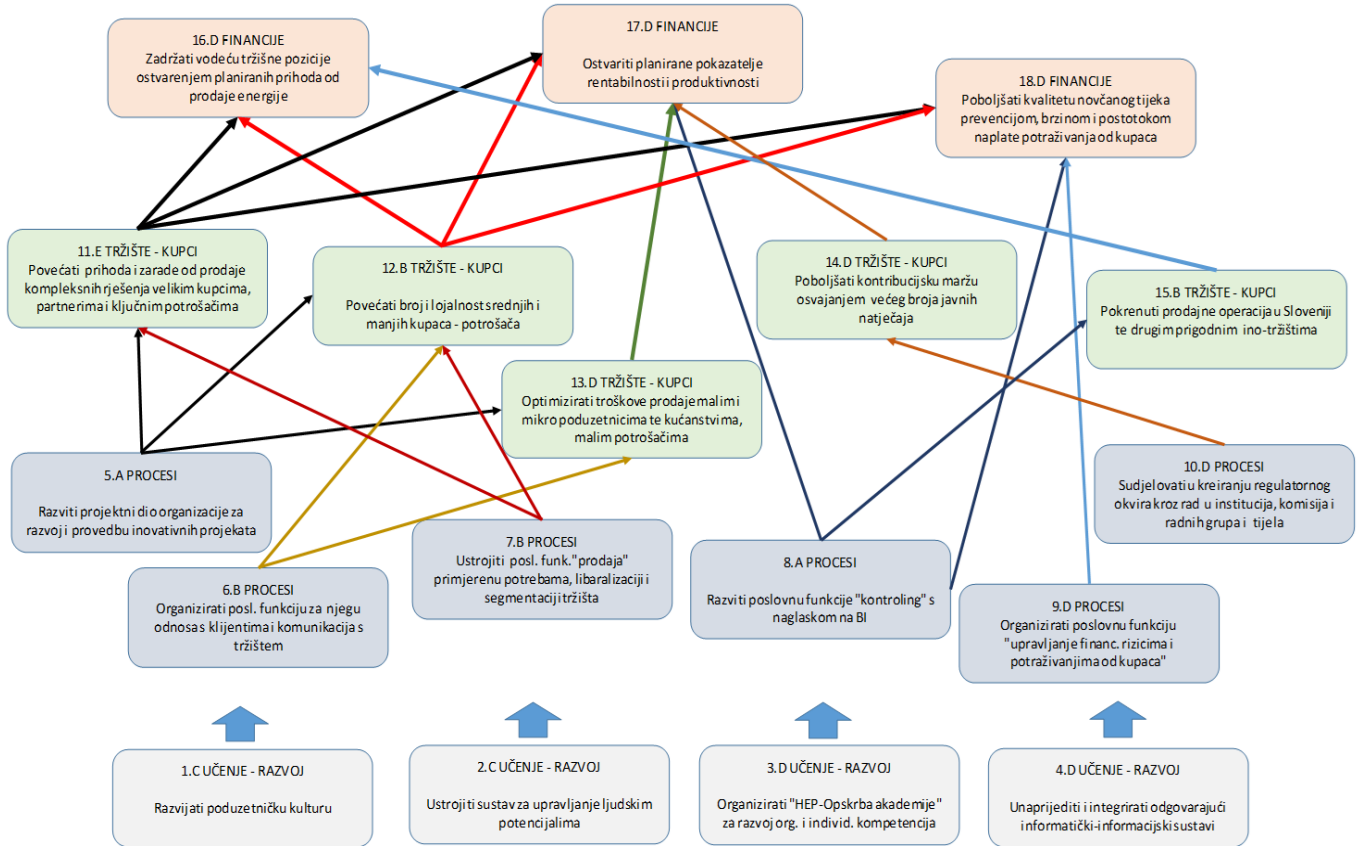 16.D FINANCIJE
Zadržati vodeću tržišne pozicije
ostvarenjem planiranih prihoda od
prodaje energije
17.D FINANCIJE
Ostvariti planirane pokazatelje
rentabilnosti i produktivnosti
18.D FINANCIJE
Poboljšati kvalitetu novčanog tijeka
prevencijom, brzinom i postotokom
naplate potraživanja od kupaca
11.E TRŽIŠTE - KUPCI
Povećati prihoda i zarade od prodaje
kompleksnih rješenja velikim kupcima,
partnerima i ključnim potrošačima
12.B TRŽIŠTE - KUPCI
Povećati broj i lojalnost srednjih i
manjih kupaca - potrošača
14.D TRŽIŠTE - KUPCI
Poboljšati kontribucijsku maržu
osvajanjem većeg broja javnih
natječaja
15.B TRŽIŠTE - KUPCI
Pokrenuti prodajne operacija u Sloveniji
te drugim prigodnim ino-tržištima
13.D TRŽIŠTE - KUPCI
Optimizirati troškove prodaje malim i
mikro poduzetnicima te kućanstvima,
malim potrošačima
5.A PROCESI
Razviti projektni dio organizacije za
razvoj i provedbu inovativnih projekata
10.D PROCESI
Sudjelovati u kreiranju regulatornog
okvira kroz rad u institucija, komisija i
radnih grupa i tijela
7.B PROCESI
Ustrojiti posl. funk."prodaja"
primjerenu potrebama, libaralizaciji i
segmentaciji tržišta
8.A PROCESI
Razviti poslovnu funkcije "kontroling" s
naglaskom na BI
6.B PROCESI
Organizirati posl. funkciju za njegu
odnosa s klijentima i komunikacija s
tržištem
9.D PROCESI
Organizirati poslovnu funkciju
"upravljanje financ. rizicima i
potraživanjima od kupaca"
1.C UČENJE - RAZVOJ
Razvijati poduzetničku kulturu
2.C UČENJE - RAZVOJ
Ustrojiti sustav za upravljanje ljudskim
potencijalima
3.D UČENJE - RAZVOJ
Organizirati "HEP-Opskrba akademije"
za razvoj org. i individ. kompetencija
4.D UČENJE - RAZVOJ
Unaprijediti i integrirati odgovarajući
informatički-informacijski sustavi